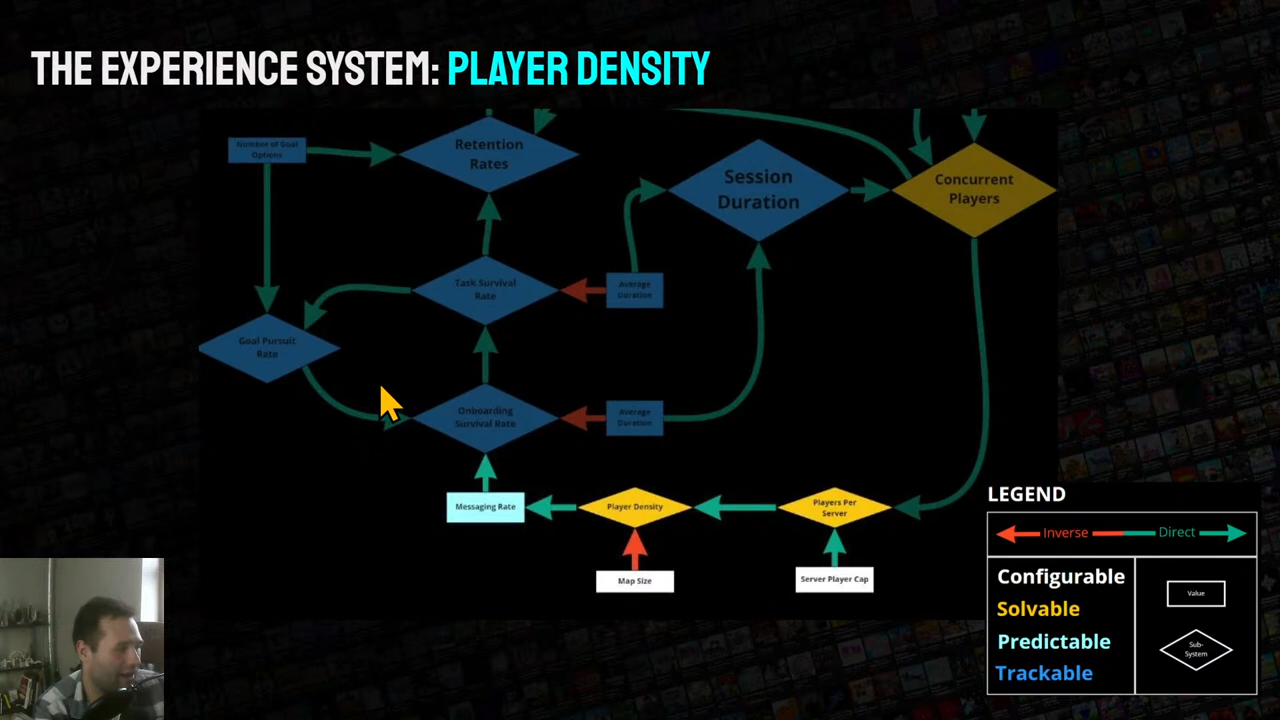 THE EXPERIENCE SYSTEM: PLAYER DENSITY
Number of Goal
Options
Retention
Rates
Session
Duration
Concurrent
Players
Task Survival
Rate
Average
Duration
Goal Pursuit
Rate
Onboarding
Survival Rate
Average
Duration
Messaging Rate
Player Density
Players Per
Server
Map Size
Server Player Cap
LEGEND
Inverse
Direct
Configurable
Solvable
Predictable
Trackable
Value
Sub-
System